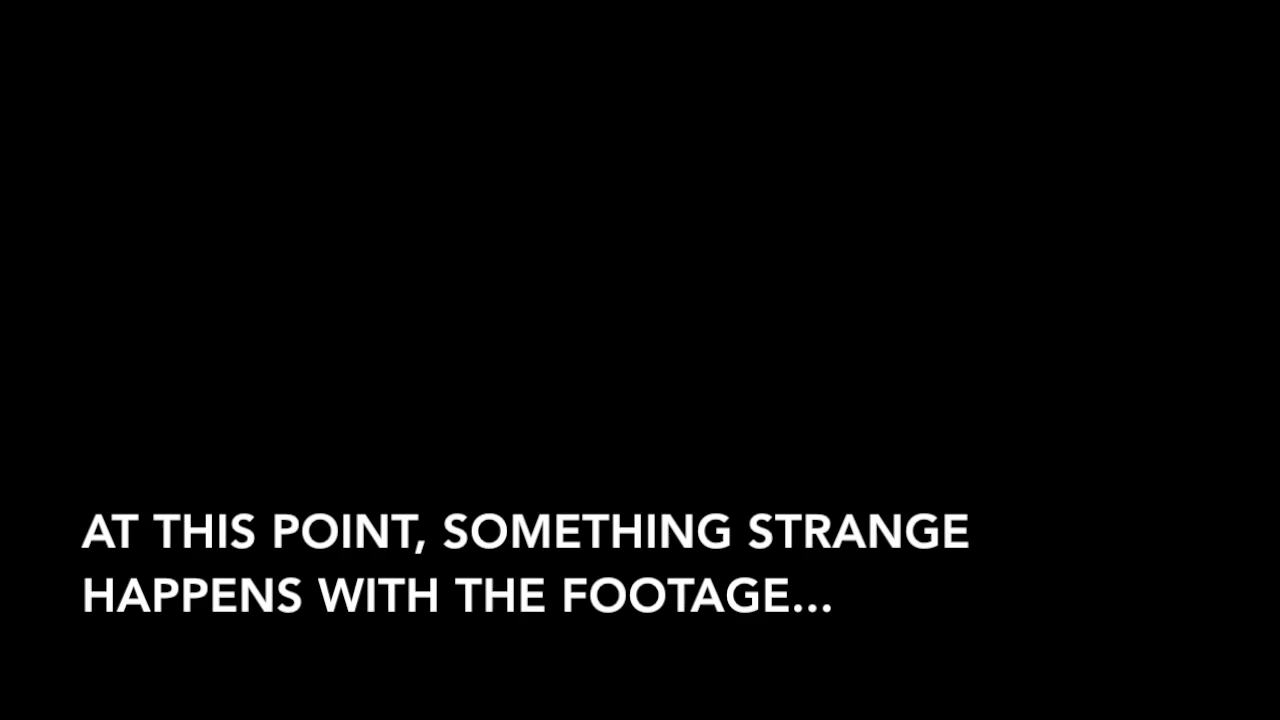 AT THIS POINT, SOMETHING STRANGE
HAPPENS WITH THE FOOTAGE...